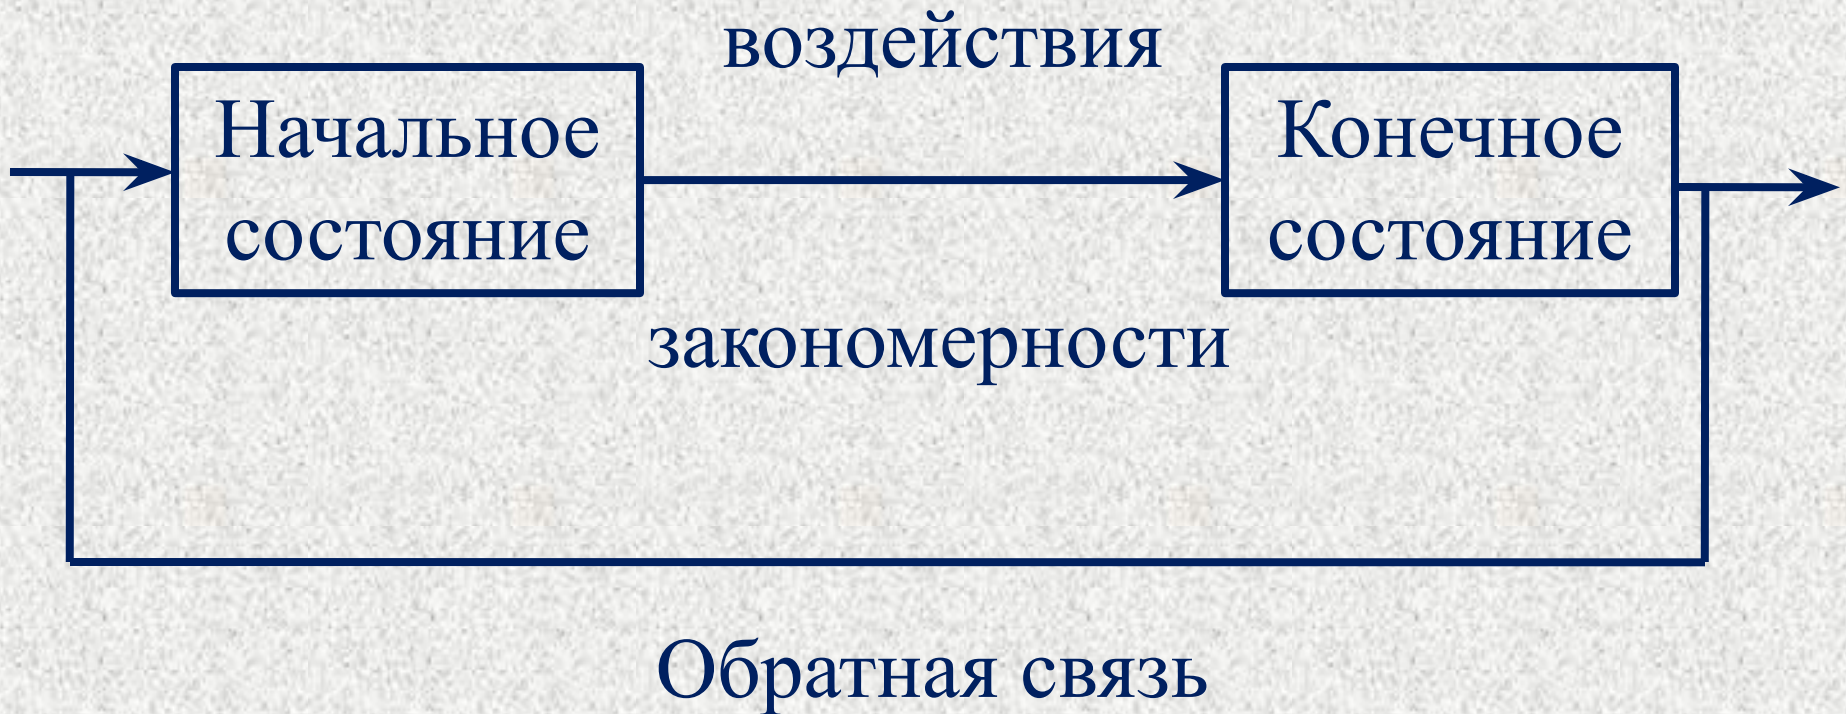 воздействия
Начальное
состояние
Конечное
состояние
закономерности
Обратная связь